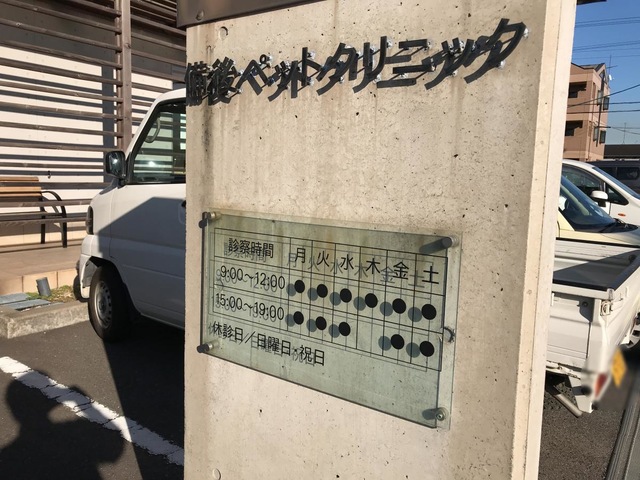 備後ペットクリニック
診察時間 月 火 水 木 金 土
9:00～12:00 ● ● ● ● ● ●
15:00～19:00 ● ● ● ● ●
休診日／日曜日・祝日